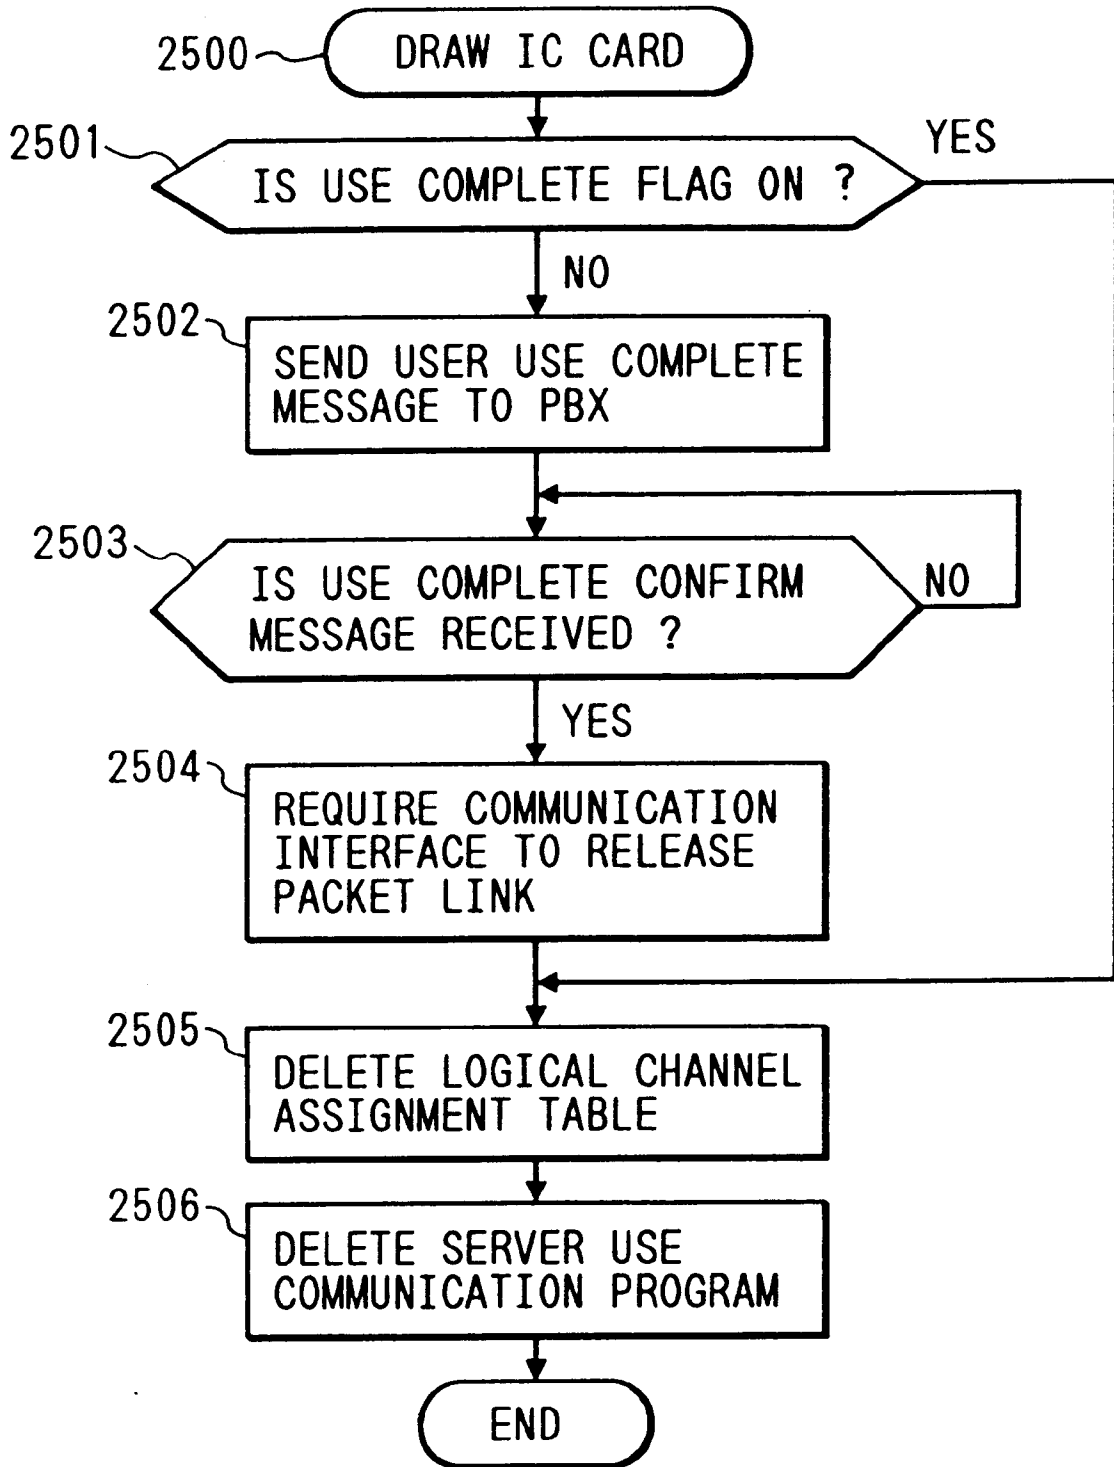 2500
DRAW IC CARD
2501
YES
IS USE COMPLETE FLAG ON ?
NO
2502
SEND USER USE COMPLETE
MESSAGE TO PBX
2503
IS USE COMPLETE CONFIRM
MESSAGE RECEIVED ?
NO
YES
2504
REQUIRE COMMUNICATION
INTERFACE TO RELEASE
PACKET LINK
2505
DELETE LOGICAL CHANNEL
ASSIGNMENT TABLE
2506
DELETE SERVER USE
COMMUNICATION PROGRAM
END